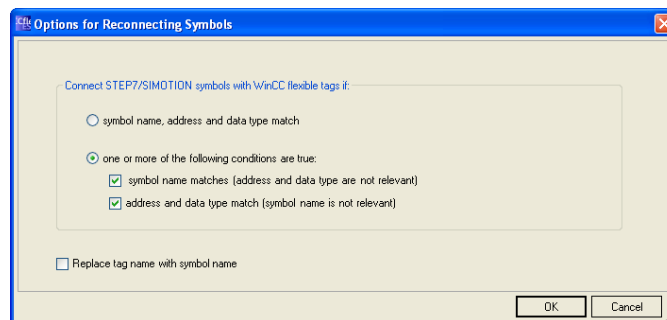 Options for Reconnecting Symbols
Connect STEP7/SIMOTION symbols with WinCC flexible tags if:
symbol name, address and data type match
one or more of the following conditions are true:
symbol name matches (address and data type are not relevant)
address and data type match (symbol name is not relevant)
Replace tag name with symbol name
OK Cancel